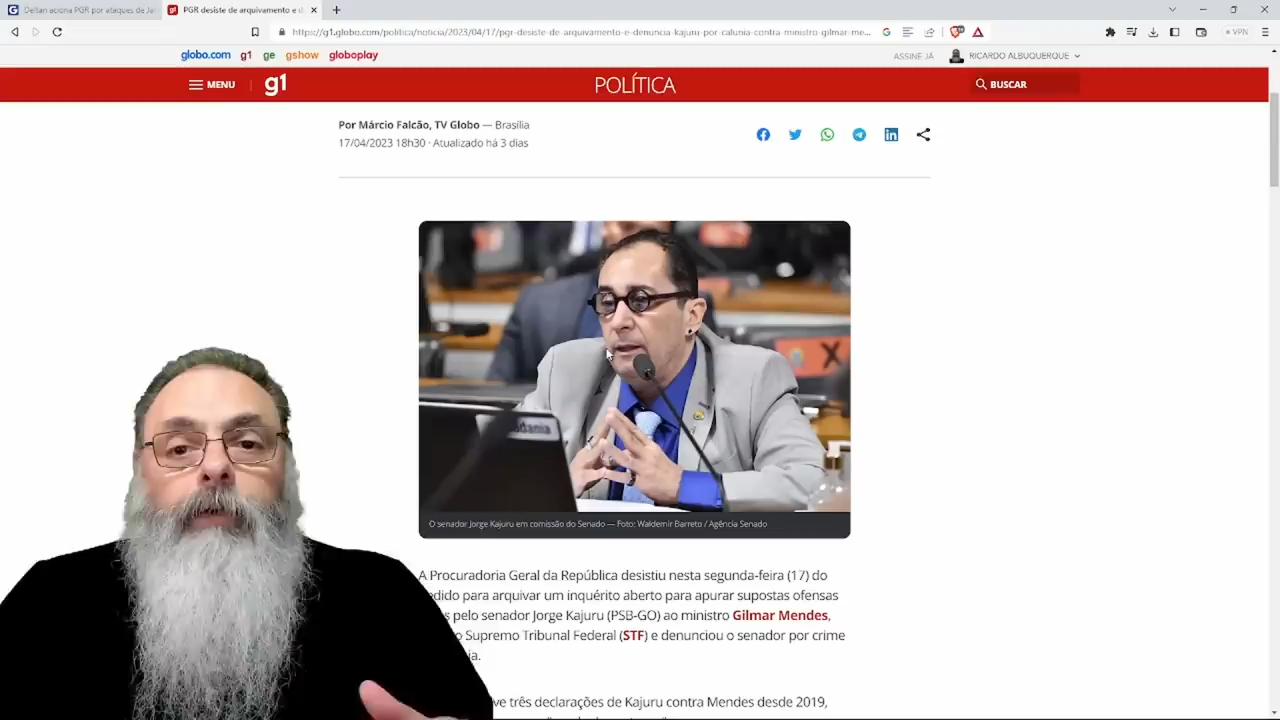 Deltan aciona PGR por ataques de
PGR desiste de arquivamento e d
https://g1.globo.com/politica/noticia/2023/04/17/pgr-desiste-de-arquivamento-e-denuncia-kajuru-por-calunia-contra-ministro-gilmar-me...
VPN
globo.com g1 ge gshow globoplay
ASSINE JÁ
RICARDO ALBUQUERQUE
MENU
g1
POLÍTICA
BUSCAR
Por Márcio Falcão, TV Globo — Brasília
17/04/2023 18h30 · Atualizado há 3 dias
O senador Jorge Kajuru em comissão do Senado — Foto: Waldemir Barreto / Agência Senado
A Procuradoria Geral da República desistiu nesta segunda-feira (17) do
para arquivar um inquérito aberto para apurar supostas ofensas
pelo senador Jorge Kajuru (PSB-GO) ao ministro Gilmar Mendes,
Supremo Tribunal Federal (STF) e denunciou o senador por crime
três declarações de Kajuru contra Mendes desde 2019,